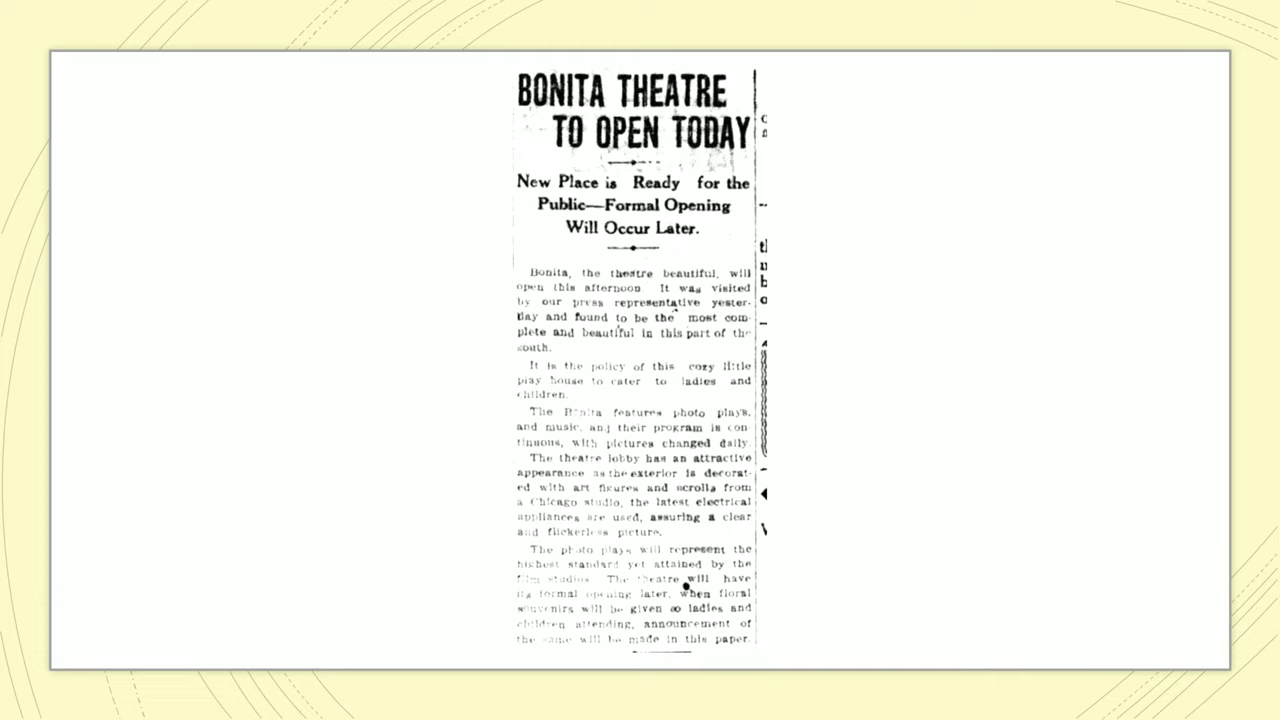 BONITA THEATRE
TO OPEN TODAY
New Place is Ready for the
Public—Formal Opening
Will Occur Later.
Bonita, the theatre beautiful, will
open this afternoon It was visited
by our press representative yester-
day and found to be the most com-
plete and beautiful in this part of the
south.
It is the policy of this cozy little
play house to cater to ladies and
children.
The Bonita features photo plays,
and music, and their program is con-
tinuous, with pictures changed daily.
The theatre lobby has an attractive
appearance as the exterior is decorat-
ed with art figures and scrolls from
a Chicago studio, the latest electrical
appliances are used, assuring a clear
and flickerless picture.
The photo plays will represent the
highest standard yet attained by the
film studios. The theatre will have
its formal opening later, when floral
souvenirs will be given to ladies and
children attending, announcement of
the same will be made in this paper.